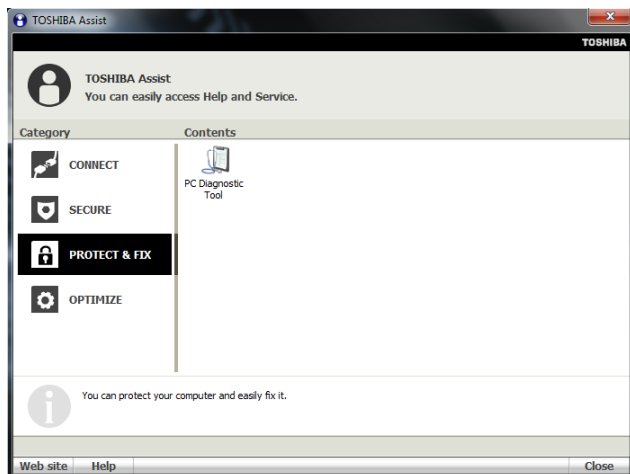 TOSHIBA Assist
TOSHIBA
TOSHIBA Assist
You can easily access Help and Service.
Category
Contents
CONNECT
SECURE
PROTECT & FIX
OPTIMIZE
PC Diagnostic
Tool
You can protect your computer and easily fix it.
Web site
Help
Close